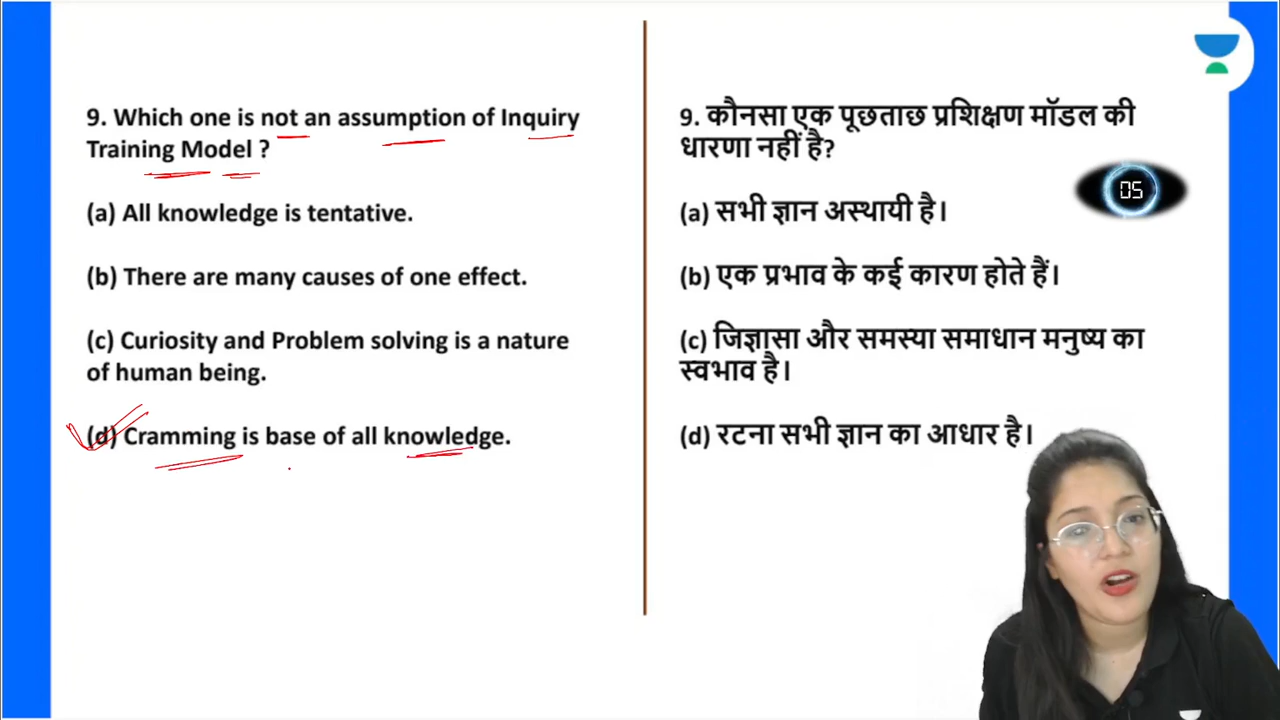 9. Which one is not an assumption of Inquiry
Training Model ?
(a) All knowledge is tentative.
(b) There are many causes of one effect.
(c) Curiosity and Problem solving is a nature
of human being.
(d) Cramming is base of all knowledge.
9. कौनसा एक पूछताछ प्रशिक्षण मॉडल की
धारणा नहीं है?
(a) सभी ज्ञान अस्थायी है।
(b) एक प्रभाव के कई कारण होते हैं।
(c) जिज्ञासा और समस्या समाधान मनुष्य का
स्वभाव है।
(d) रटना सभी ज्ञान का आधार है।
05